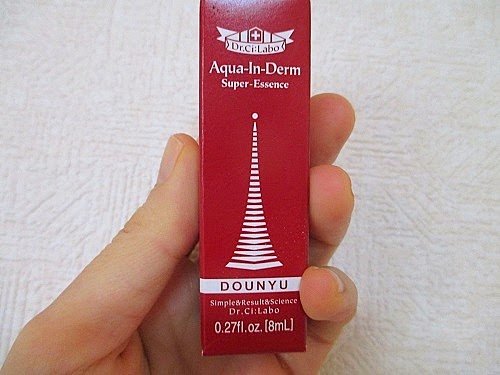 Dr.Ci:Labo
Aqua-In-Derm
Super-Essence
DOUNYU
Simple&Result&Science
Dr.Ci:Labo
0.27fl.oz.[8mL]